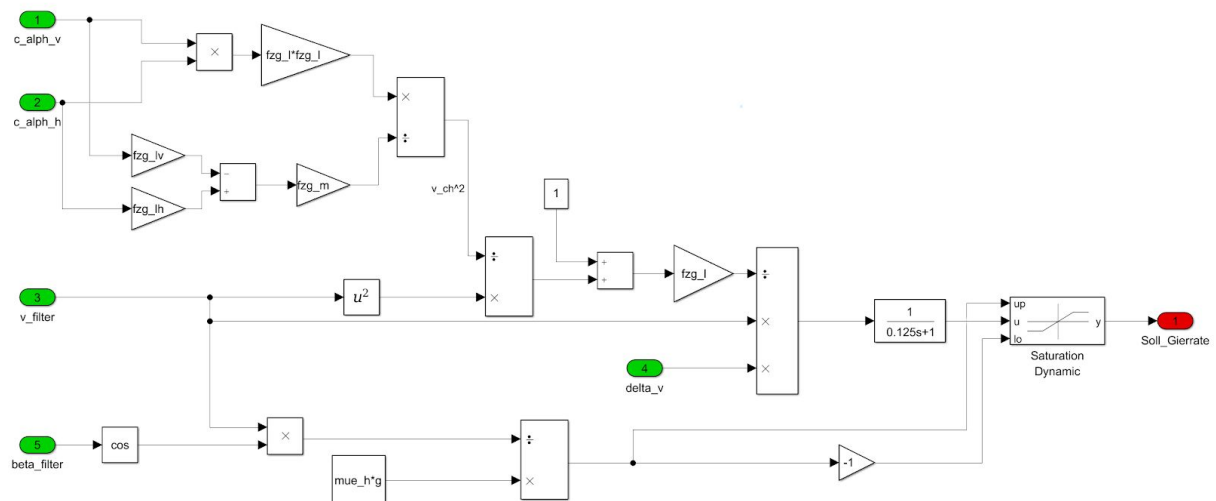 1
c_alph_v
2
c_alph_h
×
fzg_l*fzg_l
×
÷
fzg_lv
fzg_lh
−
+
fzg_m
v_ch^2
1
÷
×
+
+
fzg_l
3
v_filter
u²
÷
×
×
4
delta_v
1
0.125s+1
up
u
lo
y
Saturation
Dynamic
1
Soll_Gierrate
5
beta_filter
cos
×
mue_h*g
÷
×
-1